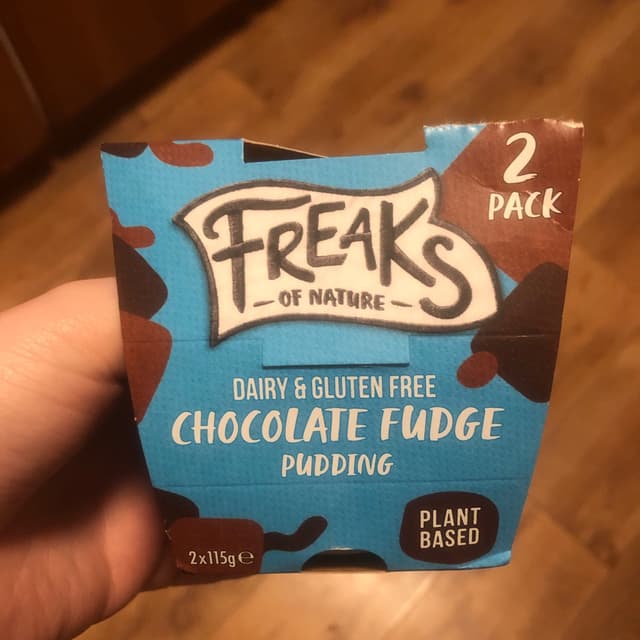 2
PACK
FREAKS
- OF NATURE -
DAIRY & GLUTEN FREE
CHOCOLATE FUDGE
PUDDING
PLANT
BASED
2x115g e